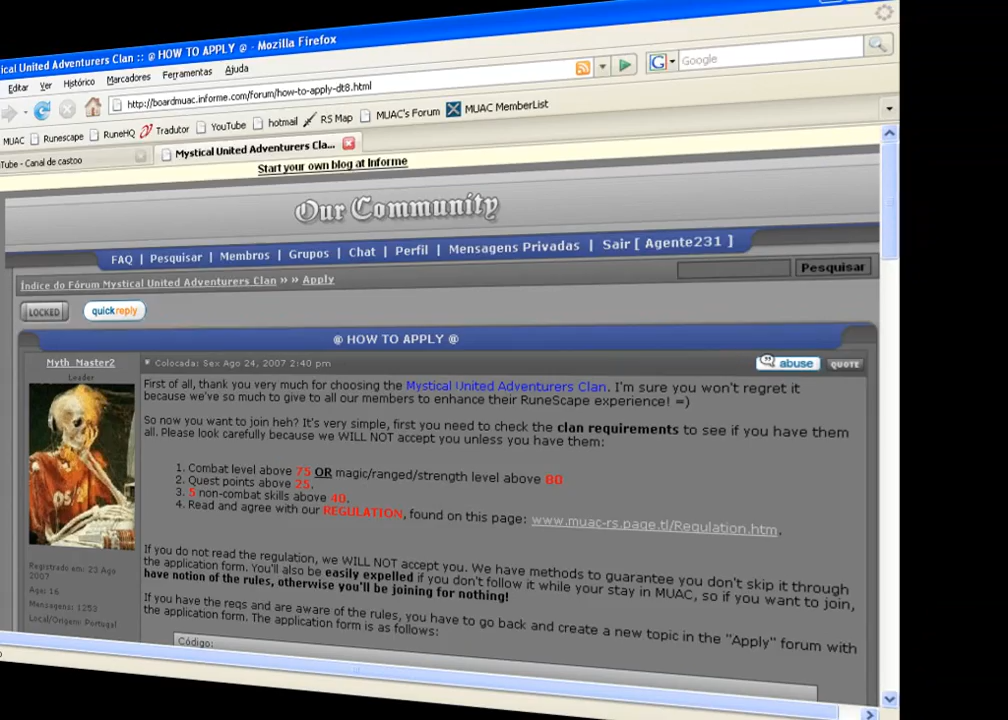 ical United Adventurers Clan :: @ HOW TO APPLY @ - Mozilla Firefox
Editar Ver Histórico Marcadores Ferramentas Ajuda
http://boardmuac.informe.com/forum/how-to-apply-dt8.html
Google
MUAC Runescape RuneHQ Tradutor YouTube hotmail RS Map MUAC's Forum MUAC MemberList
Tube - Canal de castoo
Mystical United Adventurers Cla...
Start your own blog at Informe
Our Community
FAQ | Pesquisar | Membros | Grupos | Chat | Perfil | Mensagens Privadas | Sair [ Agente231 ]
Índice do Fórum Mystical United Adventurers Clan » » Apply
Pesquisar
LOCKED quickreply
@ HOW TO APPLY @
Myth_Master2
Leader
Colocada: Sex Ago 24, 2007 2:40 pm
abuse QUOTE
First of all, thank you very much for choosing the Mystical United Adventurers Clan. I'm sure you won't regret it
because we've so much to give to all our members to enhance their RuneScape experience! =)
So now you want to join heh? It's very simple, first you need to check the clan requirements to see if you have them
all. Please look carefully because we WILL NOT accept you unless you have them:
1. Combat level above 75 OR magic/ranged/strength level above 80
2. Quest points above 25.
3. 5 non-combat skills above 40.
4. Read and agree with our REGULATION, found on this page: www.muac-rs.page.tl/Regulation.htm.
If you do not read the regulation, we WILL NOT accept you. We have methods to guarantee you don't skip it through
the application form. You'll also be easily expelled if you don't follow it while your stay in MUAC, so if you want to join,
have notion of the rules, otherwise you'll be joining for nothing!
If you have the reqs and are aware of the rules, you have to go back and create a new topic in the "Apply" forum with
the application form. The application form is as follows:
Código:
Registrado em: 23 Ago
2007
Age: 16
Mensagens: 1253
Local/Origem: Portugal